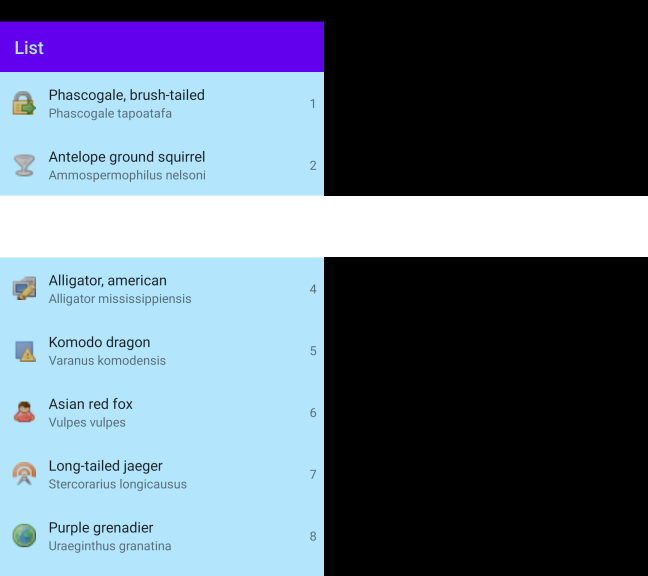 List
Phascogale, brush-tailed
Phascogale tapoatafa
1
Antelope ground squirrel
Ammospermophilus nelsoni
2
Alligator, american
Alligator mississippiensis
4
Komodo dragon
Varanus komodensis
5
Asian red fox
Vulpes vulpes
6
Long-tailed jaeger
Stercorarius longicausus
7
Purple grenadier
Uraeginthus granatina
8